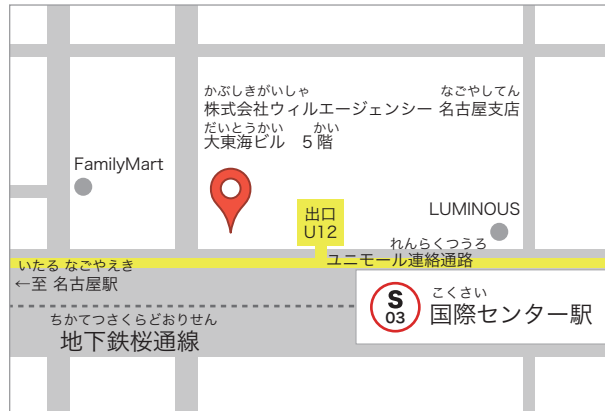 かぶしきがいしゃ なごやしてん
株式会社ウィルエージェンシー 名古屋支店
だいとうかい かい
大東海ビル 5階
FamilyMart
出口
U12
LUMINOUS
れんらくつうろ
ユニモール連絡通路
いたる なごやえき
←至 名古屋駅
S
03
こくさい
国際センター駅
ちかてつさくらどおりせん
地下鉄桜通線